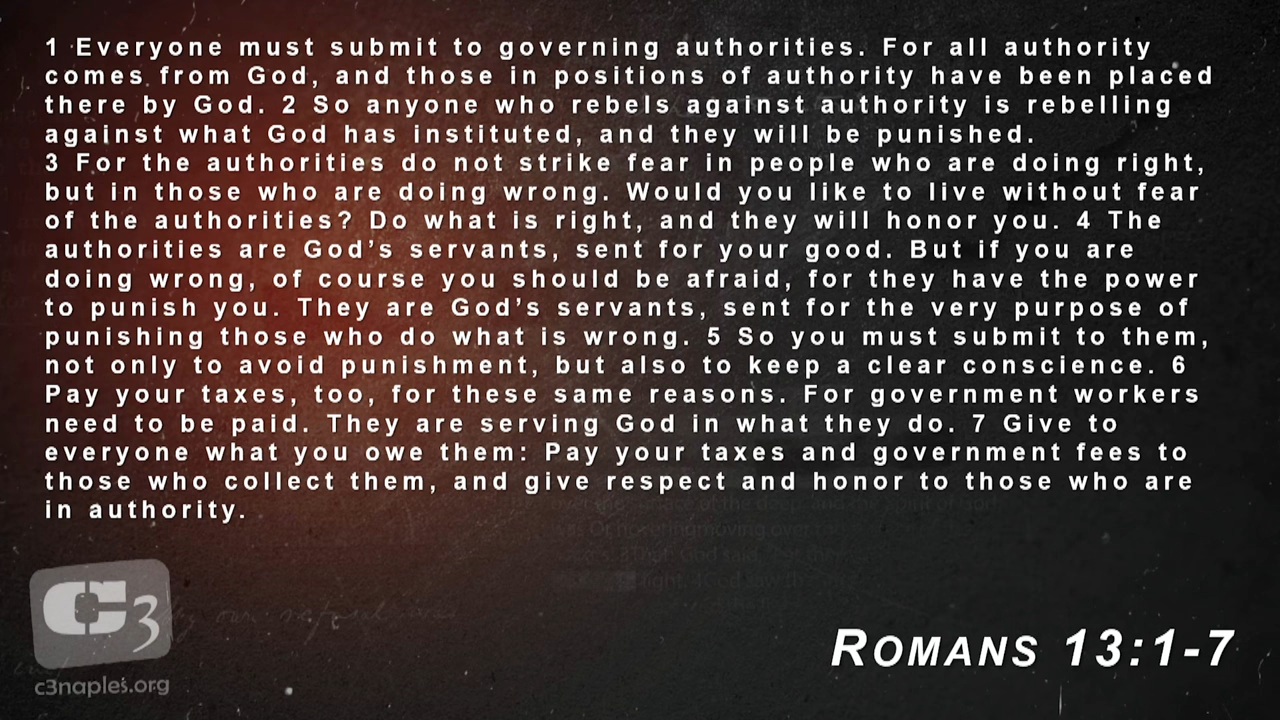 1 Everyone must submit to governing authorities. For all authority
comes from God, and those in positions of authority have been placed
there by God. 2 So anyone who rebels against authority is rebelling
against what God has instituted, and they will be punished.
3 For the authorities do not strike fear in people who are doing right,
but in those who are doing wrong. Would you like to live without fear
of the authorities? Do what is right, and they will honor you. 4 The
authorities are God’s servants, sent for your good. But if you are
doing wrong, of course you should be afraid, for they have the power
to punish you. They are God’s servants, sent for the very purpose of
punishing those who do what is wrong. 5 So you must submit to them,
not only to avoid punishment, but also to keep a clear conscience. 6
Pay your taxes, too, for these same reasons. For government workers
need to be paid. They are serving God in what they do. 7 Give to
everyone what you owe them: Pay your taxes and government fees to
those who collect them, and give respect and honor to those who are
in authority.
C3
c3naples.org
ROMANS 13:1-7